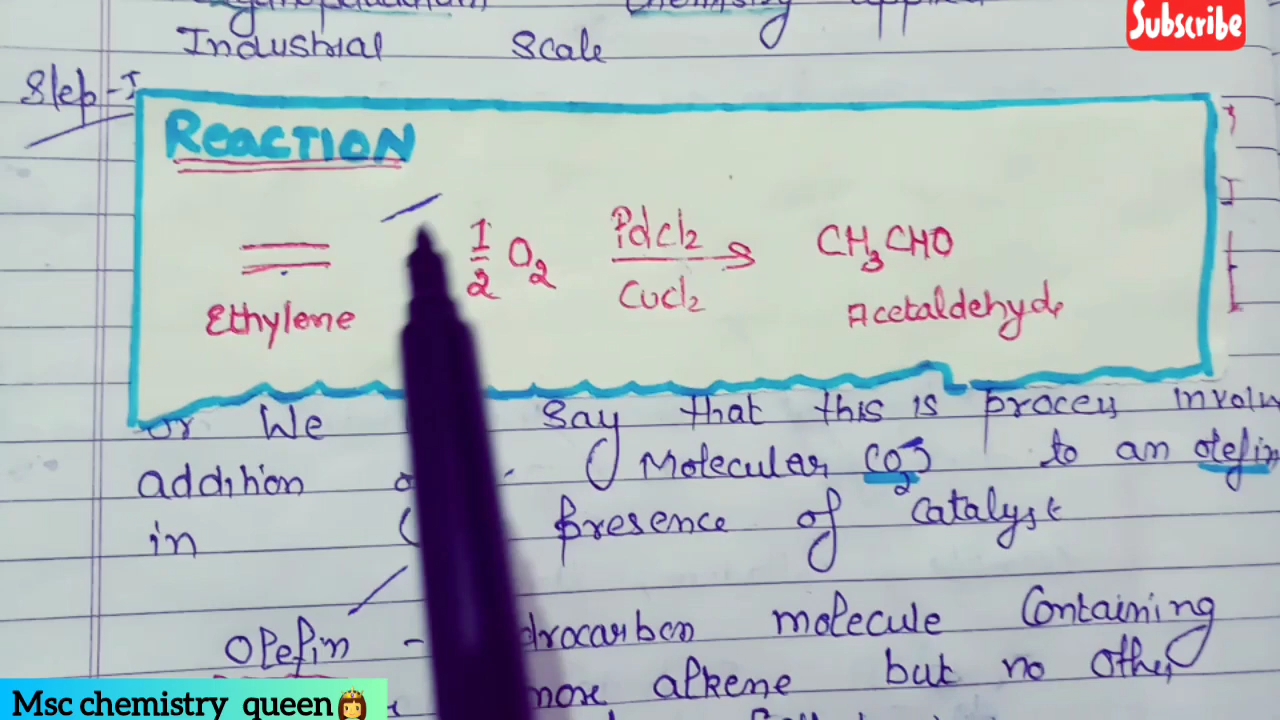 Chemistry
Subscribe
Industrial Scale
Step-I
REACTION
1/2 O2 PdCl2 CH3CHO
CuCl2
Ethylene Acetaldehyde
or We say that this is process
addition Molecular (O2) to an olefin
in presence of catalyst
Olefin - molecule Containing
more alkene but no other
Msc chemistry queen👸